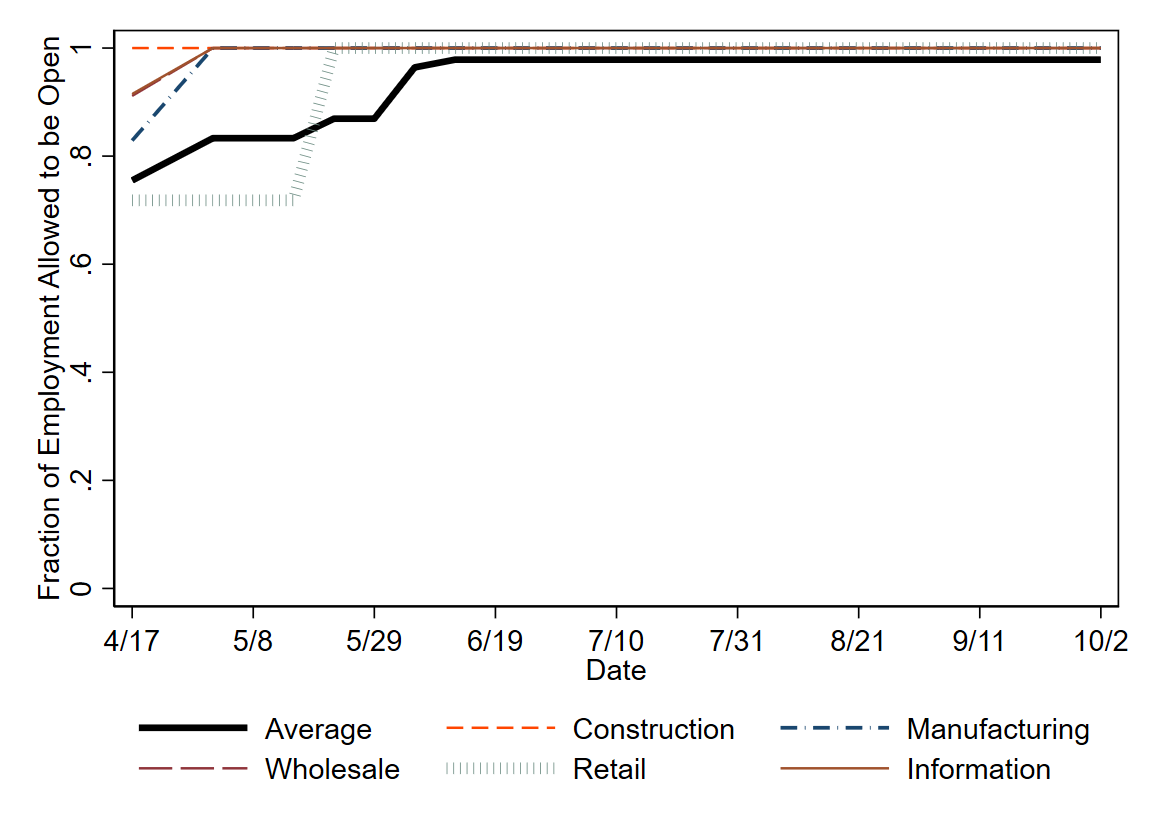 Fraction of Employment Allowed to be Open
1
.8
.6
.4
.2
0
4/17 5/8 5/29 6/19 7/10 7/31 8/21 9/11 10/2
Date
Average Construction Manufacturing
Wholesale Retail Information